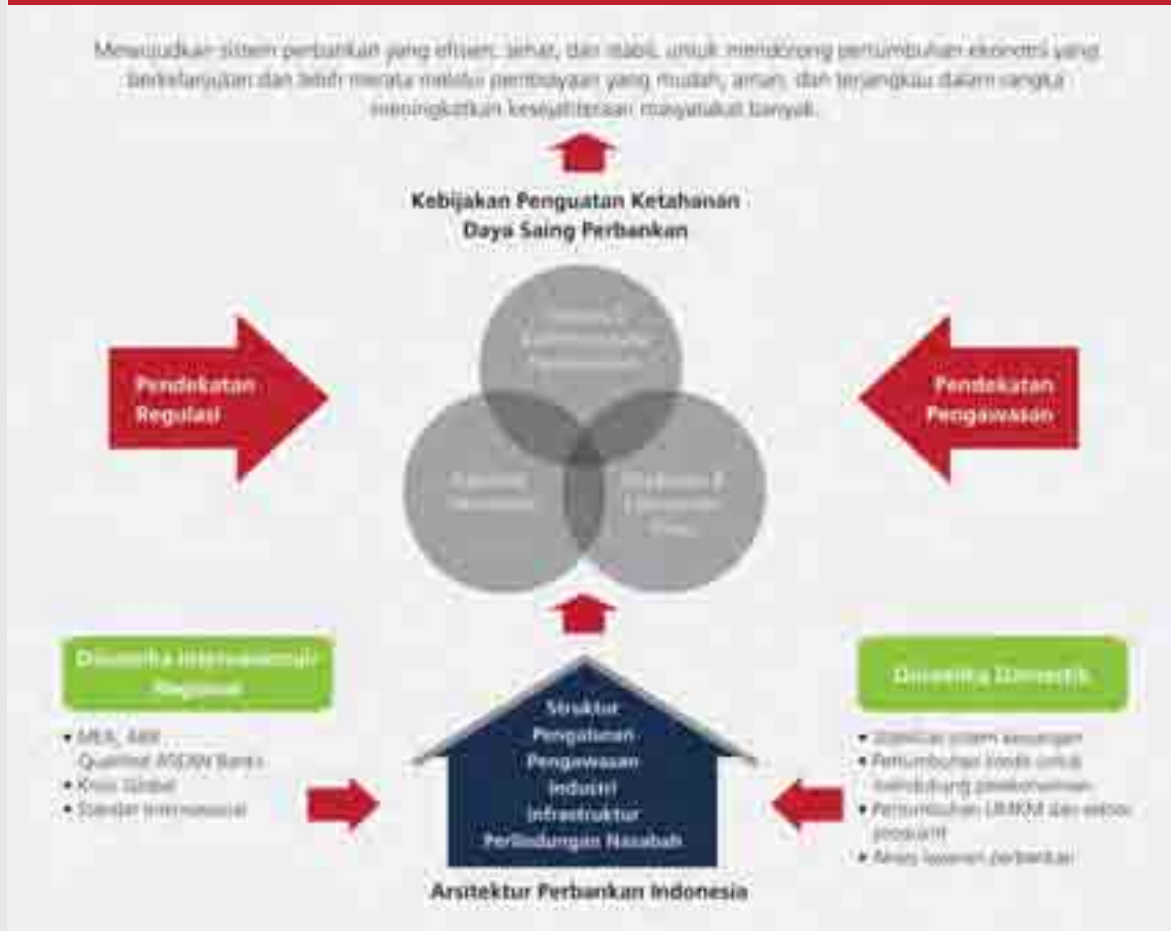 Mewujudkan sistem perbankan yang efisien, sehat, dan stabil, untuk mendorong pertumbuhan ekonomi yang
berkelanjutan dan lebih merata melalui pembiayaan yang mudah, aman, dan terjangkau dalam rangka
meningkatkan kesejahteraan masyarakat banyak.
Kebijakan Penguatan Ketahanan
Daya Saing Perbankan
Pendekatan
Regulasi
Pendekatan
Pengawasan
Dinamika Internasional
Regional
• MEA,
Qualified ASEAN Banks
• Krisis Global
• Standar Internasional
Struktur
Pengaturan
Pengawasan
Industri
Infrastruktur
Perlindungan Nasabah
Arsitektur Perbankan Indonesia
Dinamika Domestik
• Stabilitas sistem keuangan
• Pertumbuhan kredit untuk
mendukung perekonomian
• Pertumbuhan UMKM dan sektor
produktif
• Akses layanan perbankan